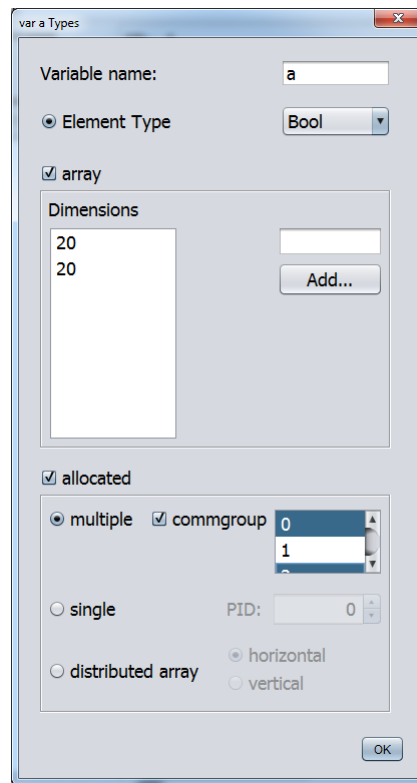 var a Types
Variable name: a
Element Type Bool
array
Dimensions
20
20
Add...
allocated
multiple commgroup 0
1
single PID: 0
horizontal
distributed array
vertical
OK